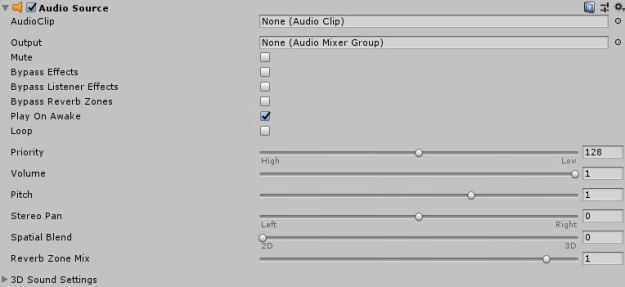 Audio Source
AudioClip None (Audio Clip)
Output None (Audio Mixer Group)
Mute
Bypass Effects
Bypass Listener Effects
Bypass Reverb Zones
Play On Awake
Loop
Priority 128
High Low
Volume 1
Pitch 1
Stereo Pan 0
Left Right
Spatial Blend 0
2D 3D
Reverb Zone Mix 1
3D Sound Settings